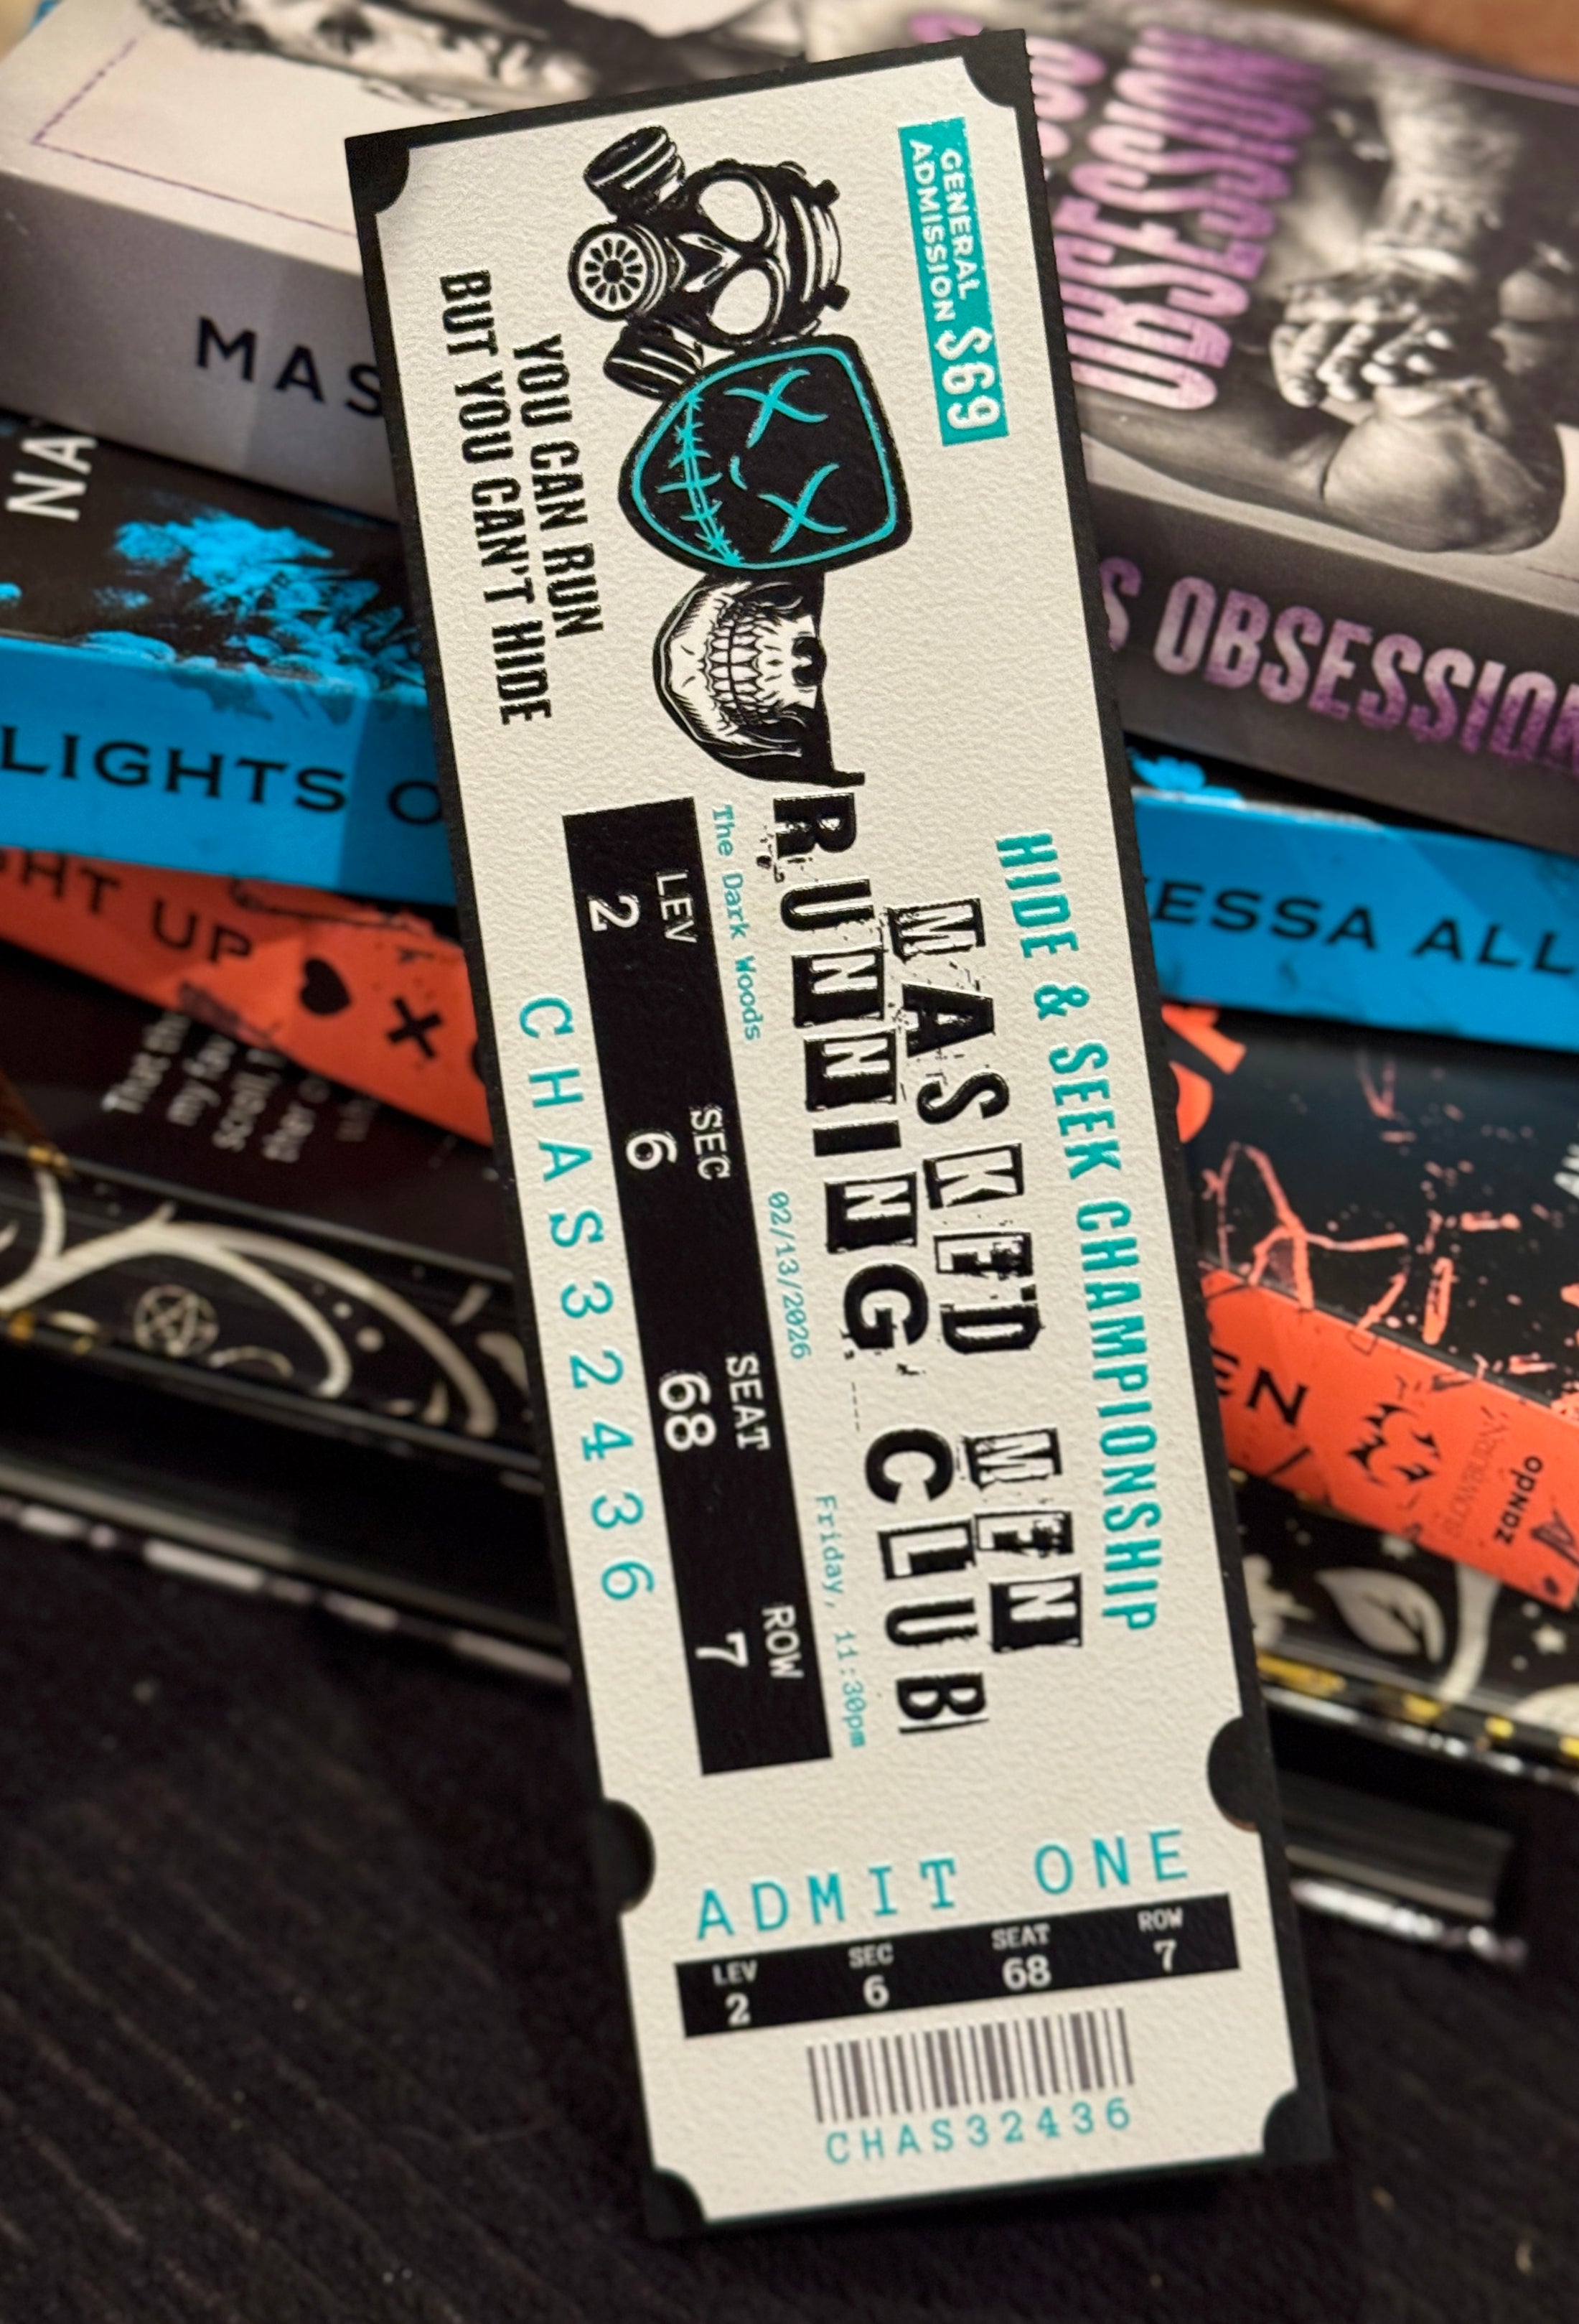 GENERAL
ADMISSION
$69
HIDE & SEEK CHAMPIONSHIP
MASKED MEN
RUNNING CLUB
The Dark Woods
02/13/2026
Friday, 11:30pm
LEV
SEC
SEAT
ROW
2
6
68
7
CHAS32436
YOU CAN RUN
BUT YOU CAN'T HIDE
ADMIT ONE
LEV
SEC
SEAT
ROW
2
6
68
7
CHAS32436
OBSESSION
MAS
S OBSESSION
NA
LIGHTS O
ESSA ALL
HT UP
EN
SLOWBURN
zando